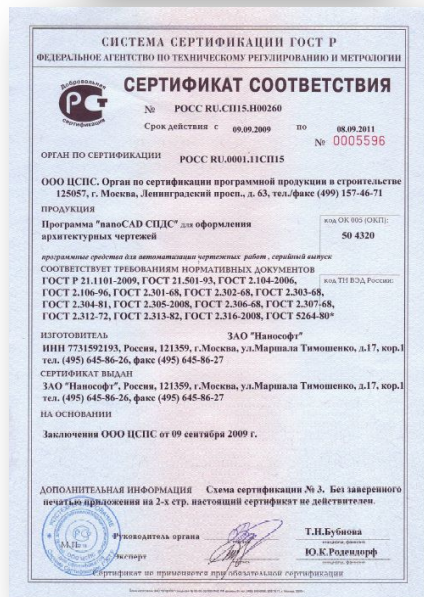 СИСТЕМА СЕРТИФИКАЦИИ ГОСТ Р
ФЕДЕРАЛЬНОЕ АГЕНТСТВО ПО ТЕХНИЧЕСКОМУ РЕГУЛИРОВАНИЮ И МЕТРОЛОГИИ
Добровольная сертификация
СЕРТИФИКАТ СООТВЕТСТВИЯ
№ РОСС RU.СП15.Н00260
Срок действия с 09.09.2009 по 08.09.2011
№ 0005596
ОРГАН ПО СЕРТИФИКАЦИИ РОСС RU.0001.11СП15
ООО ЦСПС. Орган по сертификации программной продукции в строительстве
125057, г. Москва, Ленинградский просп., д. 63, тел./факс (499) 157-46-71
ПРОДУКЦИЯ
Программа "nanoCAD СПДС" для оформления
архитектурных чертежей
код ОК 005 (ОКП):
50 4320
программные средства для автоматизации чертежных работ, серийный выпуск
СООТВЕТСТВУЕТ ТРЕБОВАНИЯМ НОРМАТИВНЫХ ДОКУМЕНТОВ
код ТН ВЭД России:
ГОСТ Р 21.1101-2009, ГОСТ 21.501-93, ГОСТ 2.104-2006,
ГОСТ 2.106-96, ГОСТ 2.301-68, ГОСТ 2.302-68, ГОСТ 2.303-68,
ГОСТ 2.304-81, ГОСТ 2.305-2008, ГОСТ 2.306-68, ГОСТ 2.307-68,
ГОСТ 2.312-72, ГОСТ 2.313-82, ГОСТ 2.316-2008, ГОСТ 5264-80*
ИЗГОТОВИТЕЛЬ ЗАО "Нанософт"
ИНН 7731592193, Россия, 121359, г.Москва, ул.Маршала Тимошенко, д.17, кор.1
тел. (495) 645-86-26, факс (495) 645-86-27
СЕРТИФИКАТ ВЫДАН
ЗАО "Нанософт", Россия, 121359, г.Москва, ул.Маршала Тимошенко, д.17, кор.1
тел. (495) 645-86-26, факс (495) 645-86-27
НА ОСНОВАНИИ
Заключения ООО ЦСПС от 09 сентября 2009 г.
ДОПОЛНИТЕЛЬНАЯ ИНФОРМАЦИЯ Схема сертификации № 3. Без заверенного
печатью приложения на 2-х стр. настоящий сертификат не действителен.
М.П.
Руководитель органа Т.Н.Бубнова
Эксперт Ю.К.Родендорф
Сертификат не применяется при обязательной сертификации